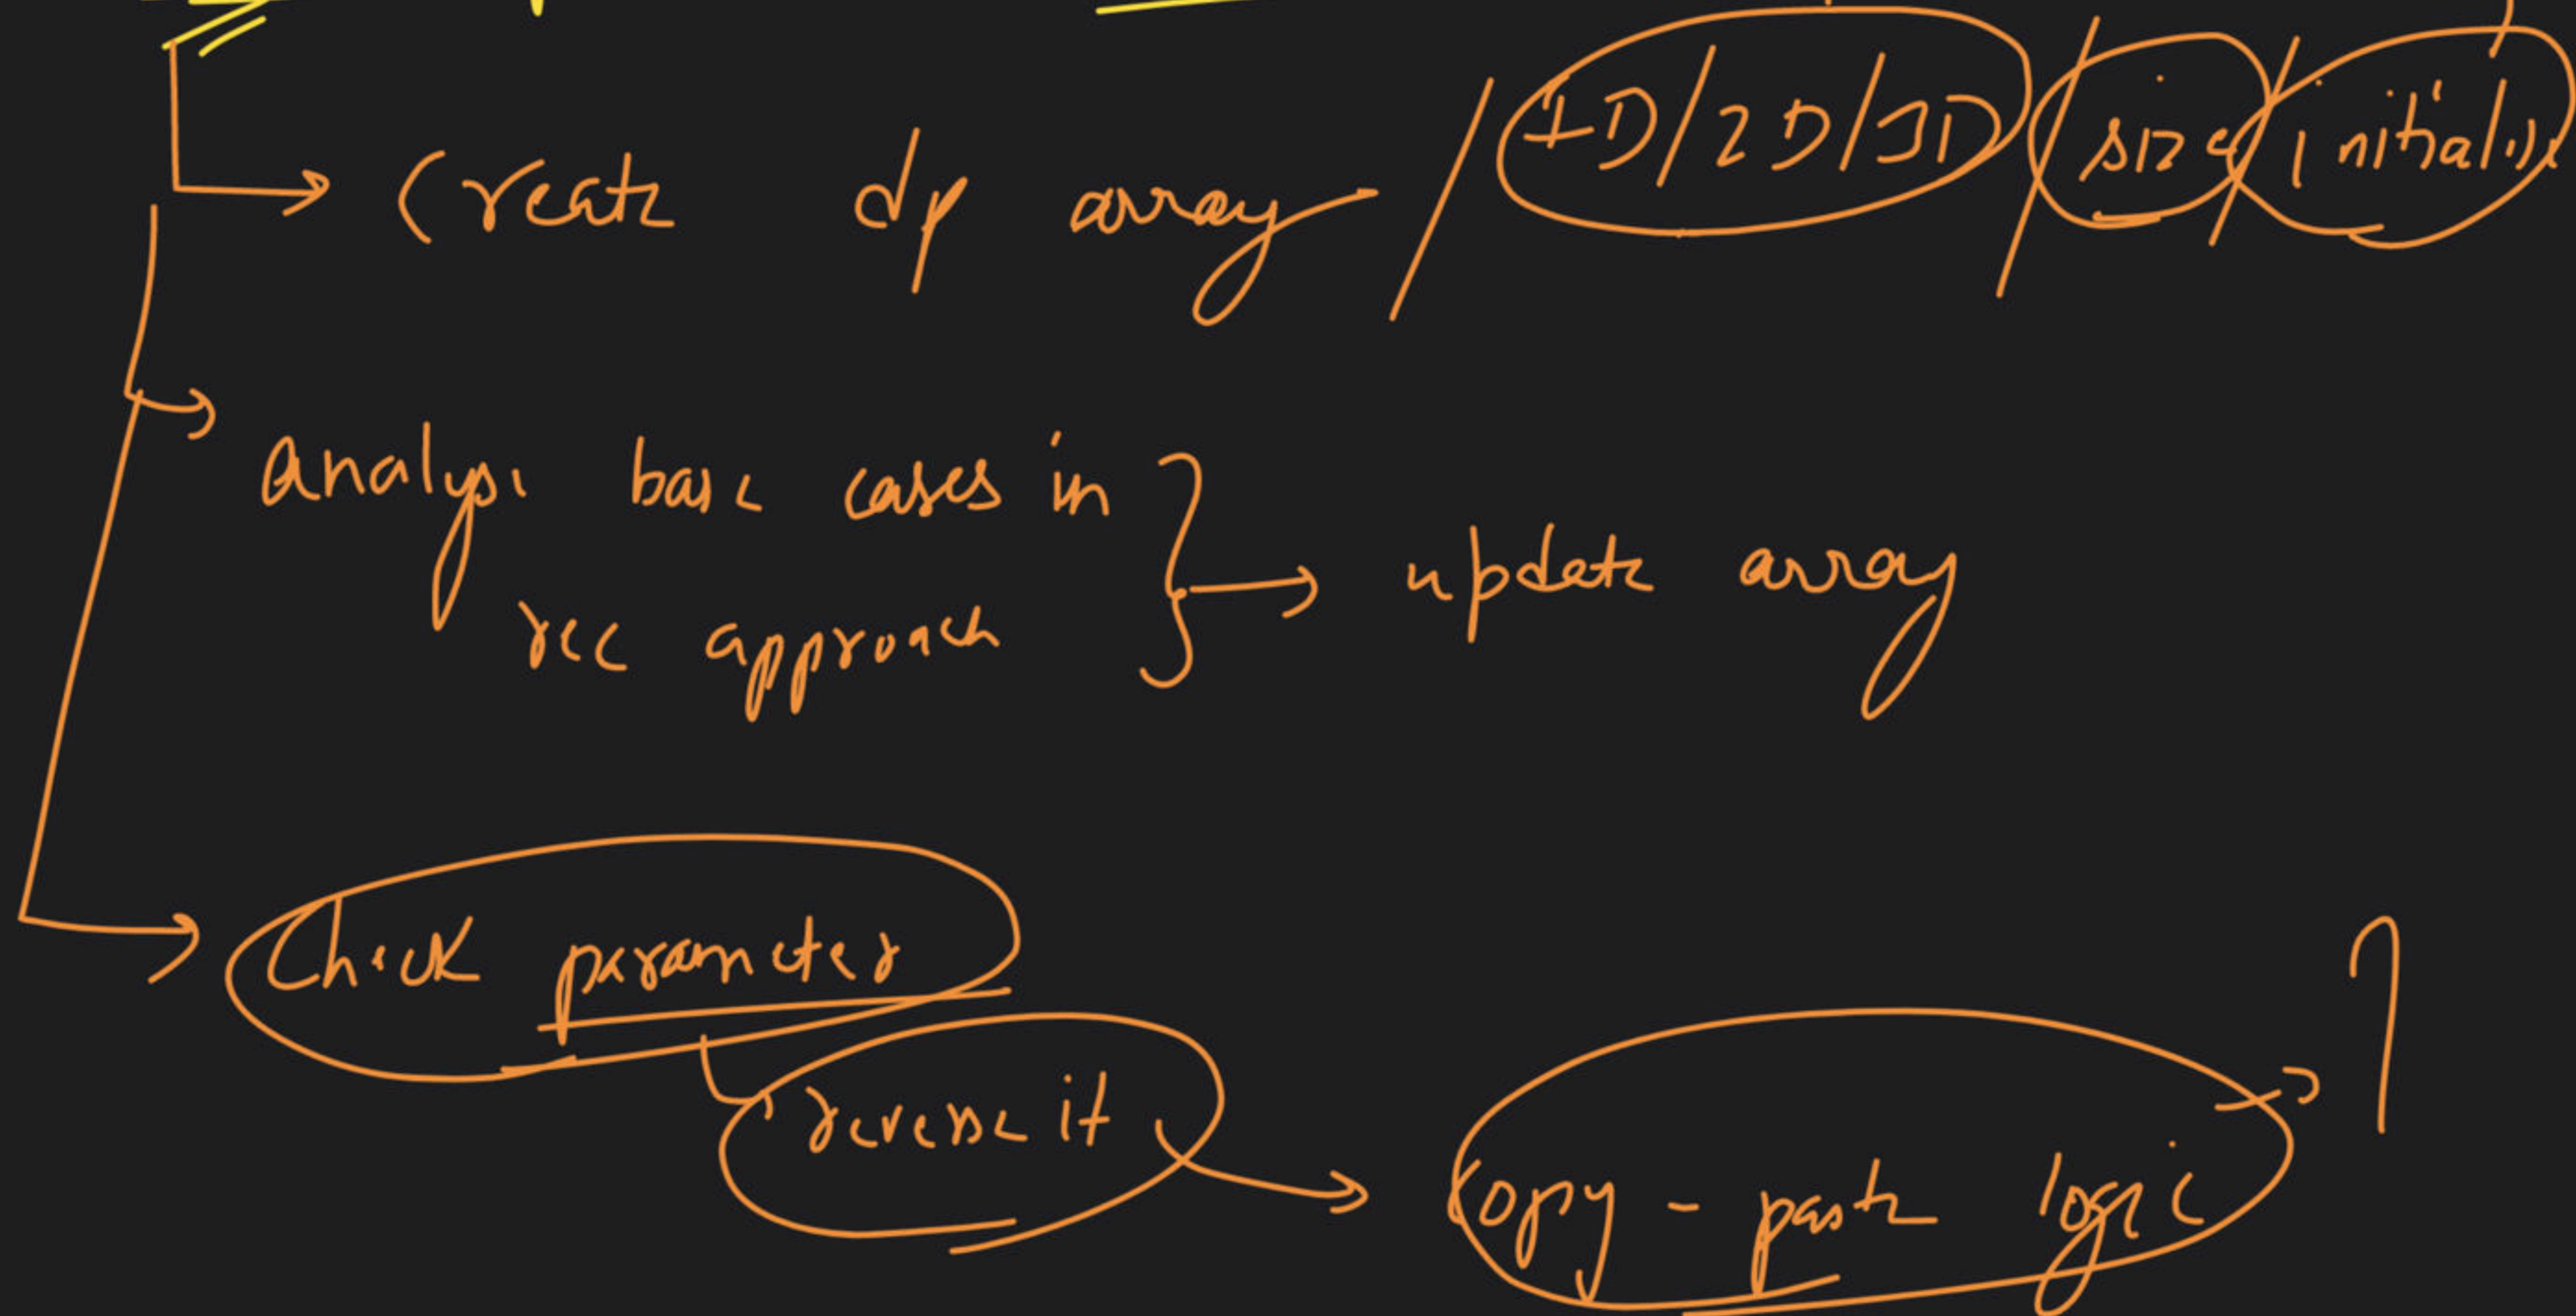 Create dp array / 1D/2D/3D / size / initialise
Analyse base cases in
rec approach
update array
Check parameter
reverse it
copy-paste logic